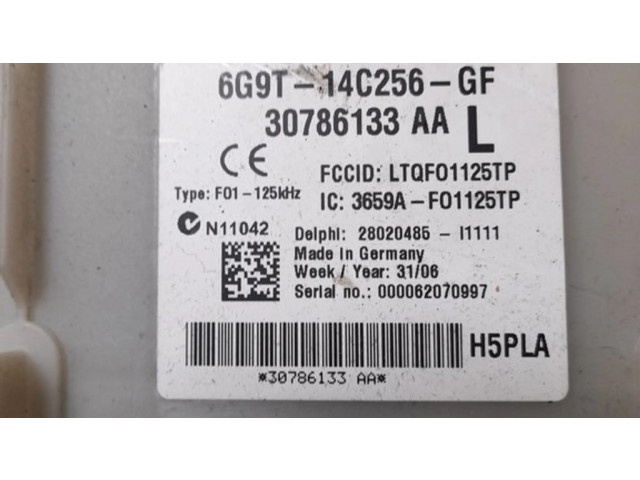 6G9T-14C256-GF
30786133 AA L
CE
FCCID: LTQFO1125TP
Type: FO1-125kHz
IC: 3659A-FO1125TP
N11042
Delphi: 28020485-I1111
Made in Germany
Week / Year: 31/06
Serial no.: 000062070997
H5PLA
*30786133 AA*